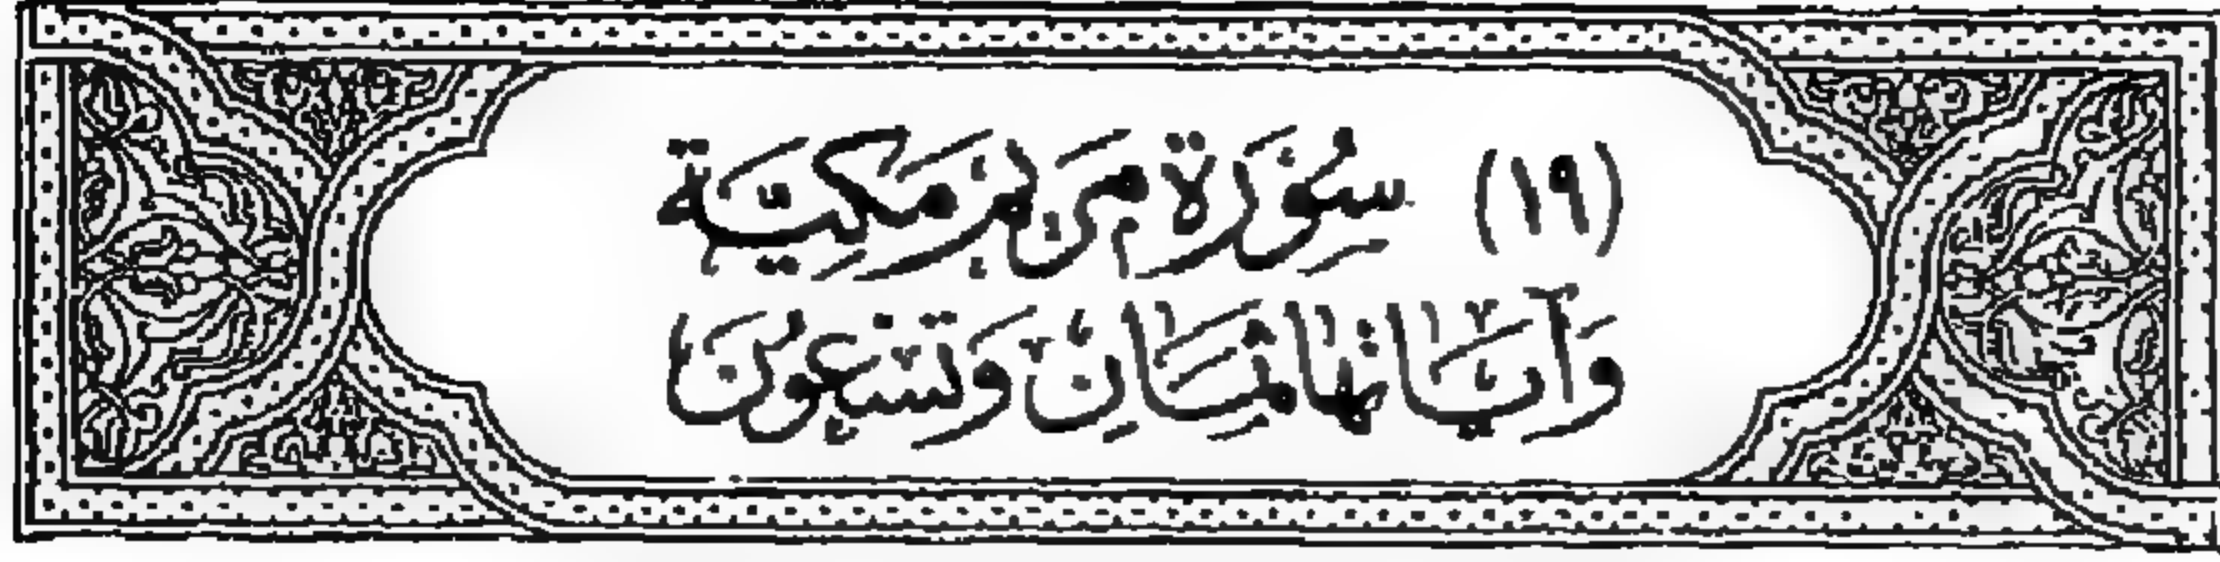 (١٩) سُورَةُ مَرْيَمَ مَكِّيَّة
وَآيَاتُهَا ثَمَانٍ وَتِسْعُونَ